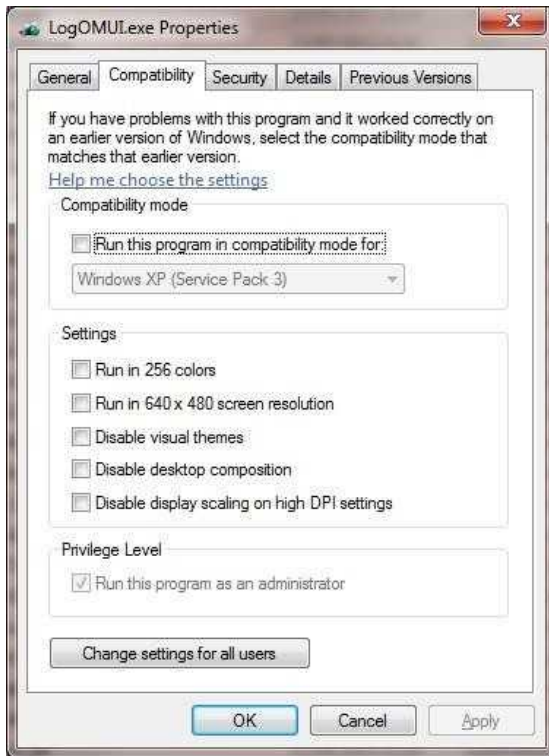 LogOMUI.exe Properties
General
Compatibility
Security
Details
Previous Versions
If you have problems with this program and it worked correctly on
an earlier version of Windows, select the compatibility mode that
matches that earlier version.
Help me choose the settings
Compatibility mode
Run this program in compatibility mode for:
Windows XP (Service Pack 3)
Settings
Run in 256 colors
Run in 640 x 480 screen resolution
Disable visual themes
Disable desktop composition
Disable display scaling on high DPI settings
Privilege Level
Run this program as an administrator
Change settings for all users
OK
Cancel
Apply